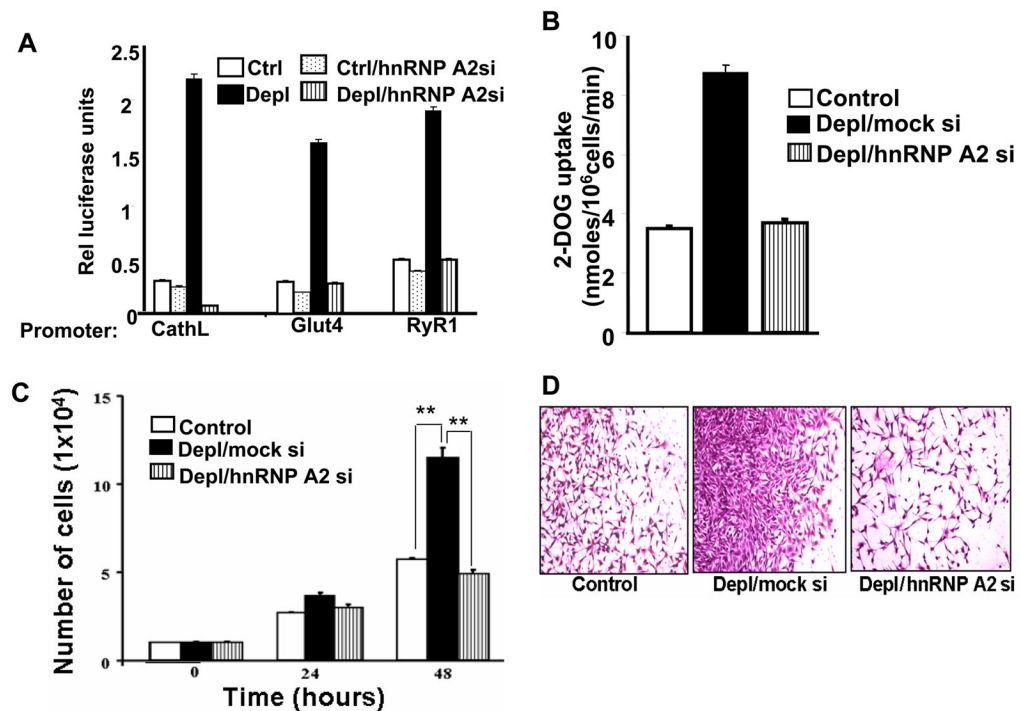 A
2.5
2
1.5
1
0.5
0
Rel luciferase units
Ctrl
Ctrl/hnRNP A2si
Depl
Depl/hnRNP A2si
Promoter:
CathL
Glut4
RyR1
B
10
8
6
4
2
0
2-DOG uptake
(nmoles/10⁶cells/min)
Control
Depl/mock si
Depl/hnRNP A2 si
C
15
10
5
0
Number of cells (1x10⁴)
Control
Depl/mock si
Depl/hnRNP A2 si
**
**
0
24
48
Time (hours)
D
Control
Depl/mock si
Depl/hnRNP A2 si